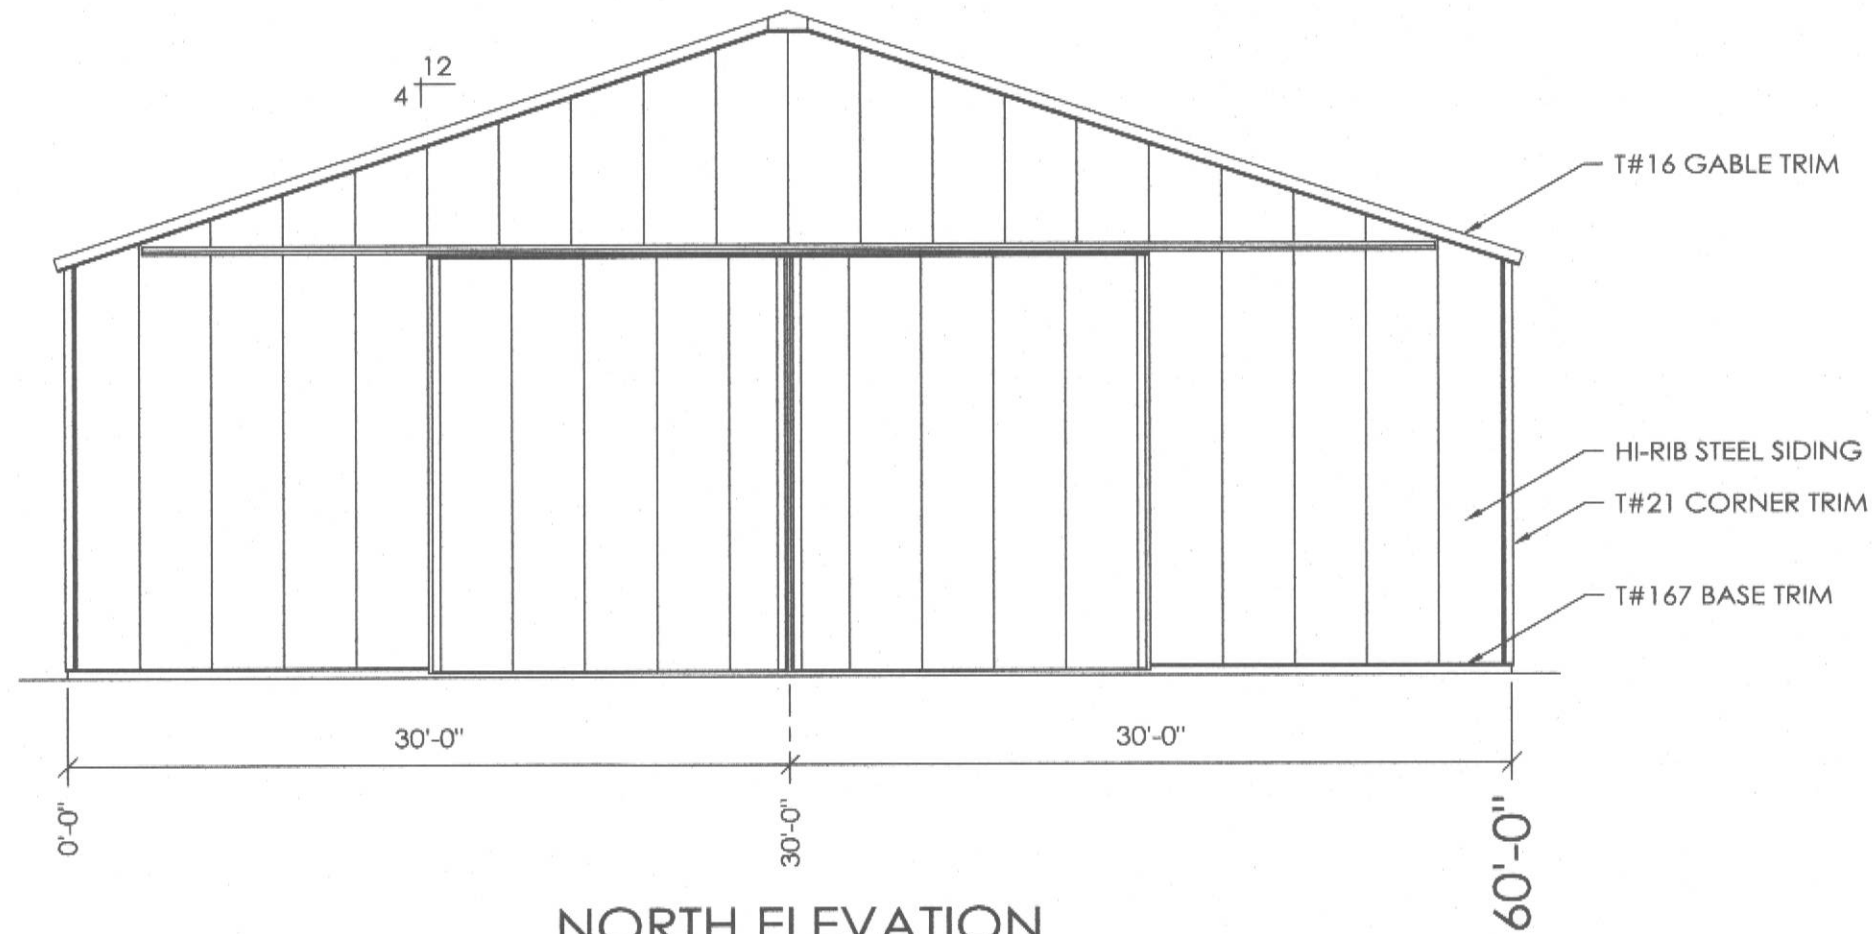 12
4
T#16 GABLE TRIM
HI-RIB STEEL SIDING
T#21 CORNER TRIM
T#167 BASE TRIM
30'-0"
30'-0"
0'-0"
30'-0"
60'-0"
NORTH ELEVATION